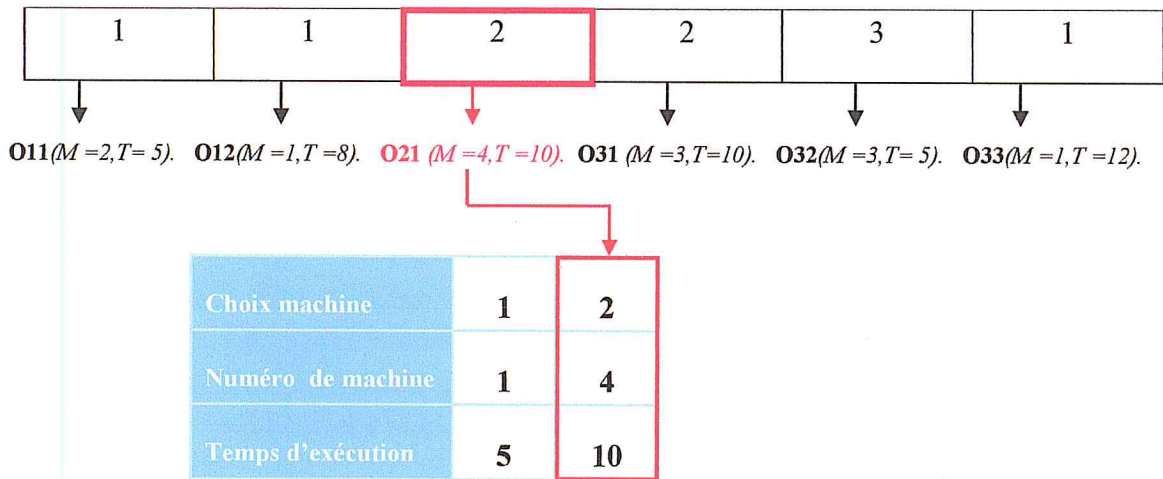 1 1 2 2 3 1
O11(M =2,T= 5). O12(M =1,T =8). O21 (M =4,T =10). O31 (M =3,T=10). O32(M =3,T= 5). O33(M =1,T =12).
Choix machine 1 2
Numéro de machine 1 4
Temps d'exécution 5 10